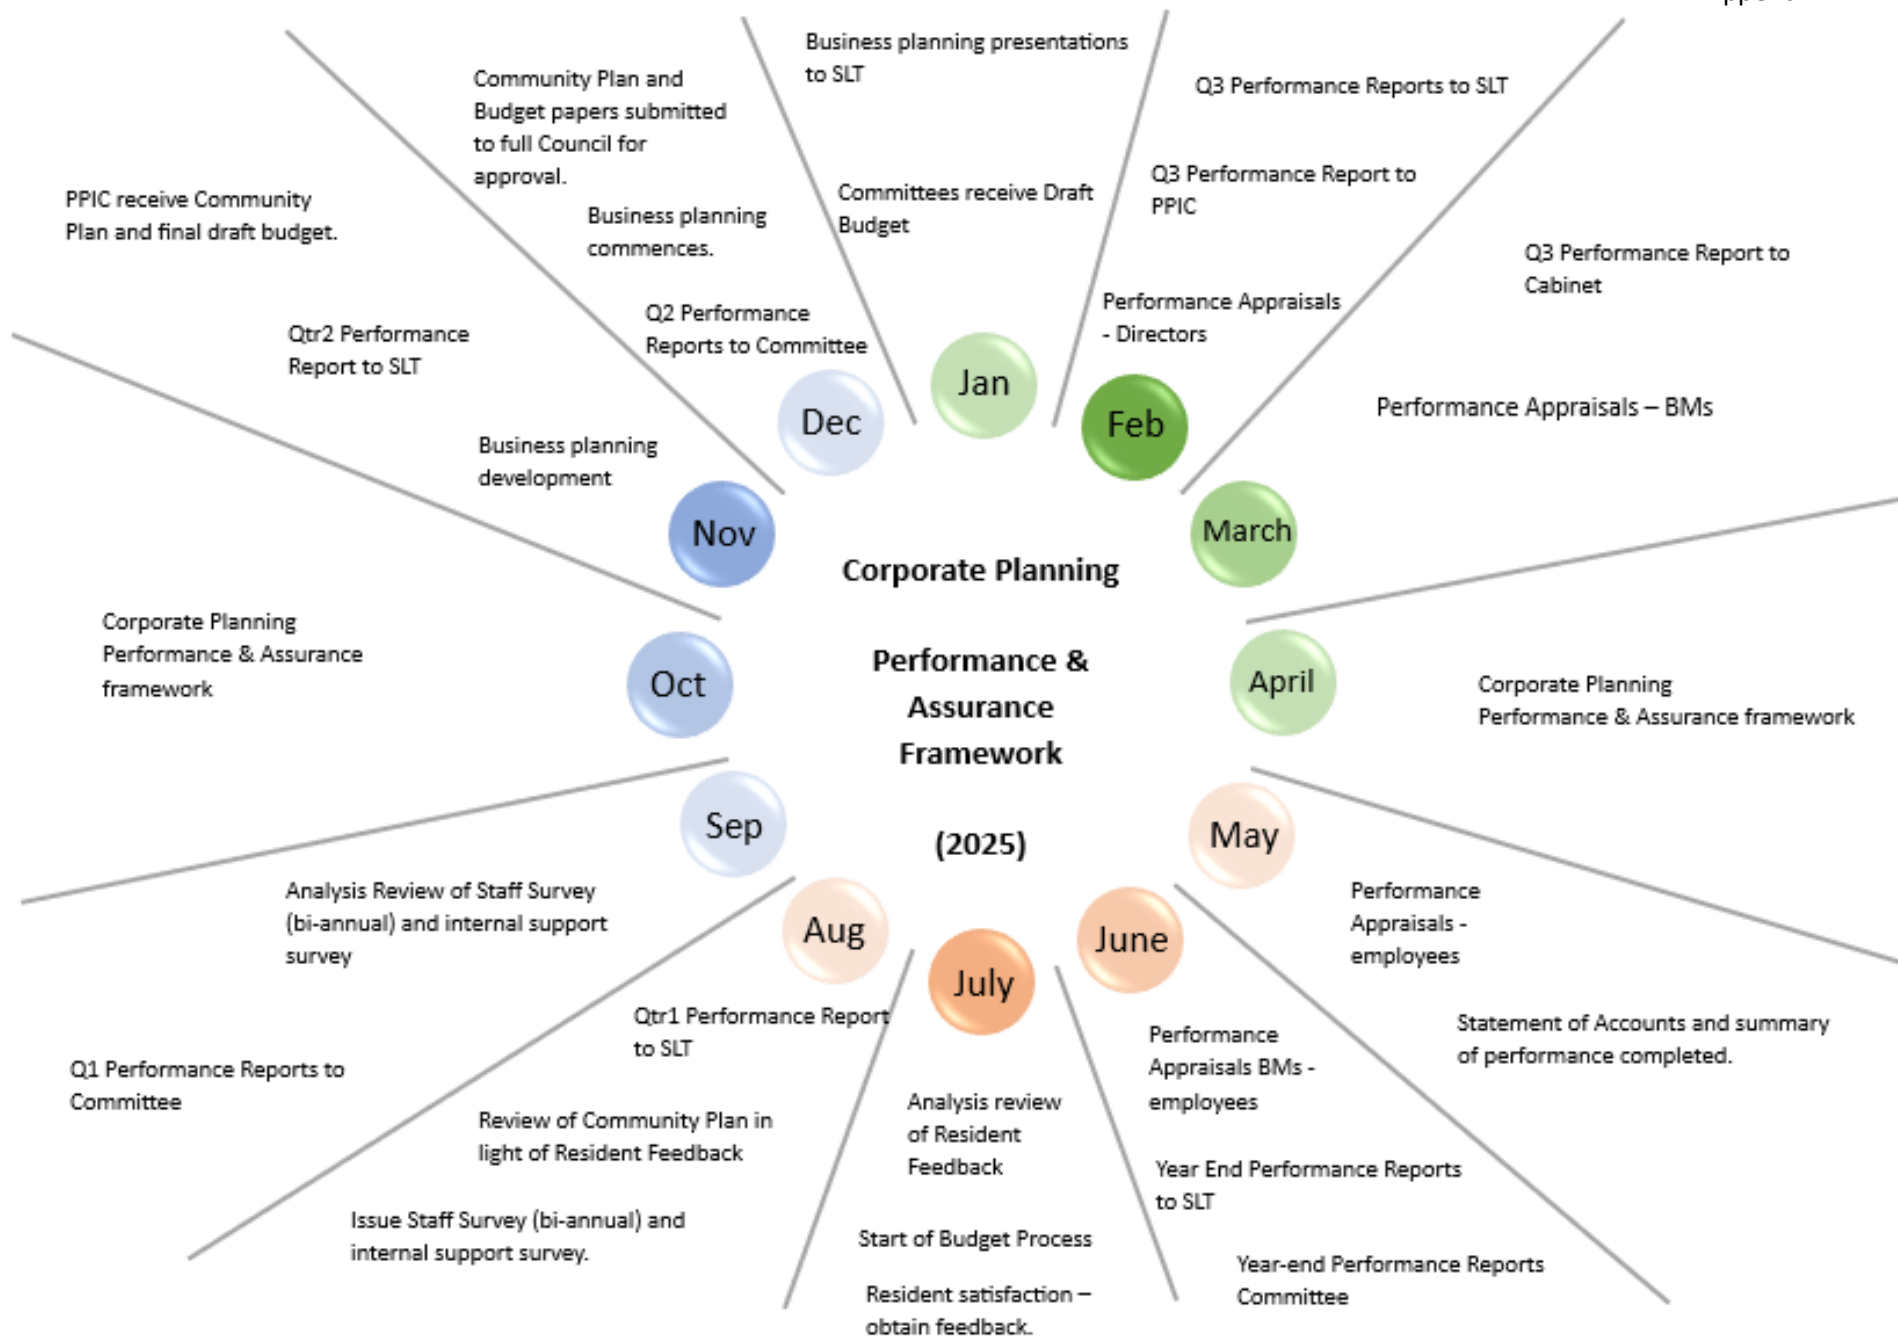 Business planning presentations
to SLT
Committees receive Draft
Budget
Jan
Q3 Performance Reports to SLT
Q3 Performance Report to
PPIC
Performance Appraisals
- Directors
Feb
Q3 Performance Report to
Cabinet
Performance Appraisals – BMs
March
Corporate Planning
Performance & Assurance framework
April
Performance
Appraisals -
employees
Statement of Accounts and summary
of performance completed.
May
Performance
Appraisals BMs -
employees
Year End Performance Reports
to SLT
Year-end Performance Reports
Committee
June
July
Analysis review
of Resident
Feedback
Start of Budget Process
Resident satisfaction –
obtain feedback.
Aug
Qtr1 Performance Report
to SLT
Review of Community Plan in
light of Resident Feedback
Issue Staff Survey (bi-annual) and
internal support survey.
Sep
Analysis Review of Staff Survey
(bi-annual) and internal support
survey
Q1 Performance Reports to
Committee
Oct
Corporate Planning
Performance & Assurance
framework
Nov
PPIC receive Community
Plan and final draft budget.
Qtr2 Performance
Report to SLT
Business planning
development
Dec
Community Plan and
Budget papers submitted
to full Council for
approval.
Business planning
commences.
Q2 Performance
Reports to Committee
Corporate Planning
Performance &
Assurance
Framework
(2025)